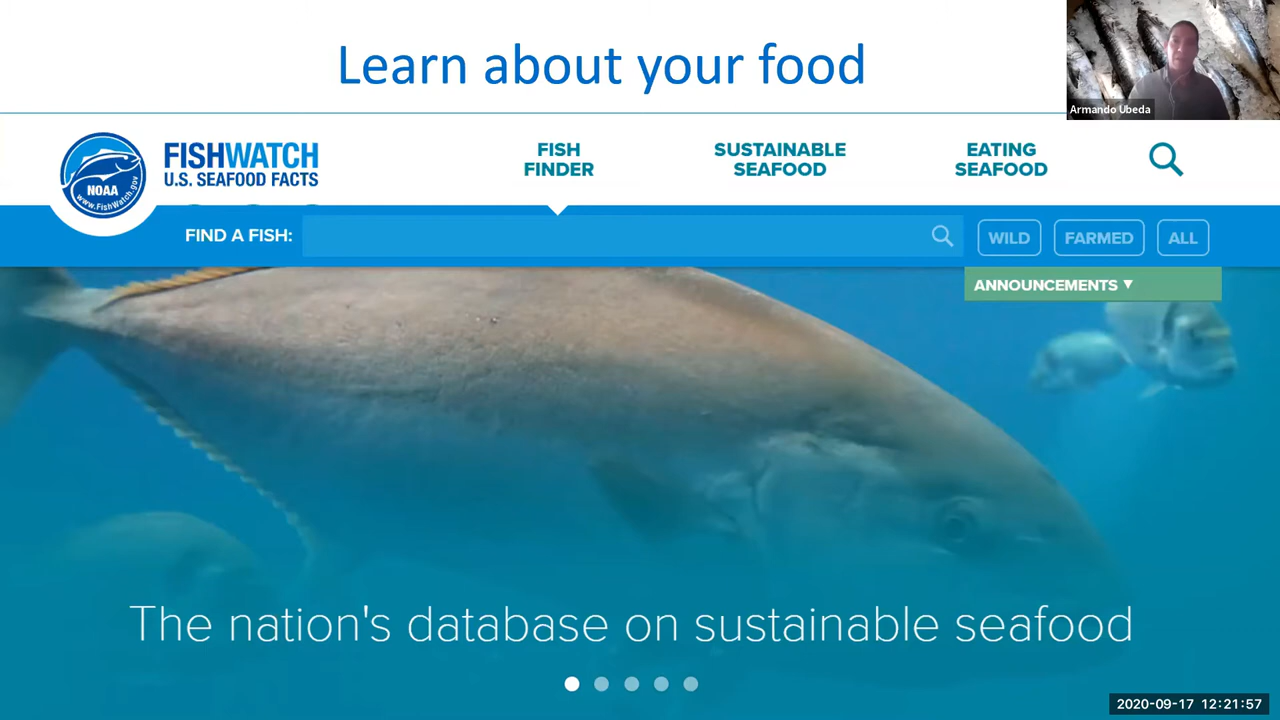 Learn about your food
Armando Ubeda
NOAA
www.FishWatch.gov
FISHWATCH
U.S. SEAFOOD FACTS
FISH
FINDER
SUSTAINABLE
SEAFOOD
EATING
SEAFOOD
FIND A FISH:
WILD
FARMED
ALL
ANNOUNCEMENTS ▼
The nation's database on sustainable seafood
2020-09-17 12:21:57